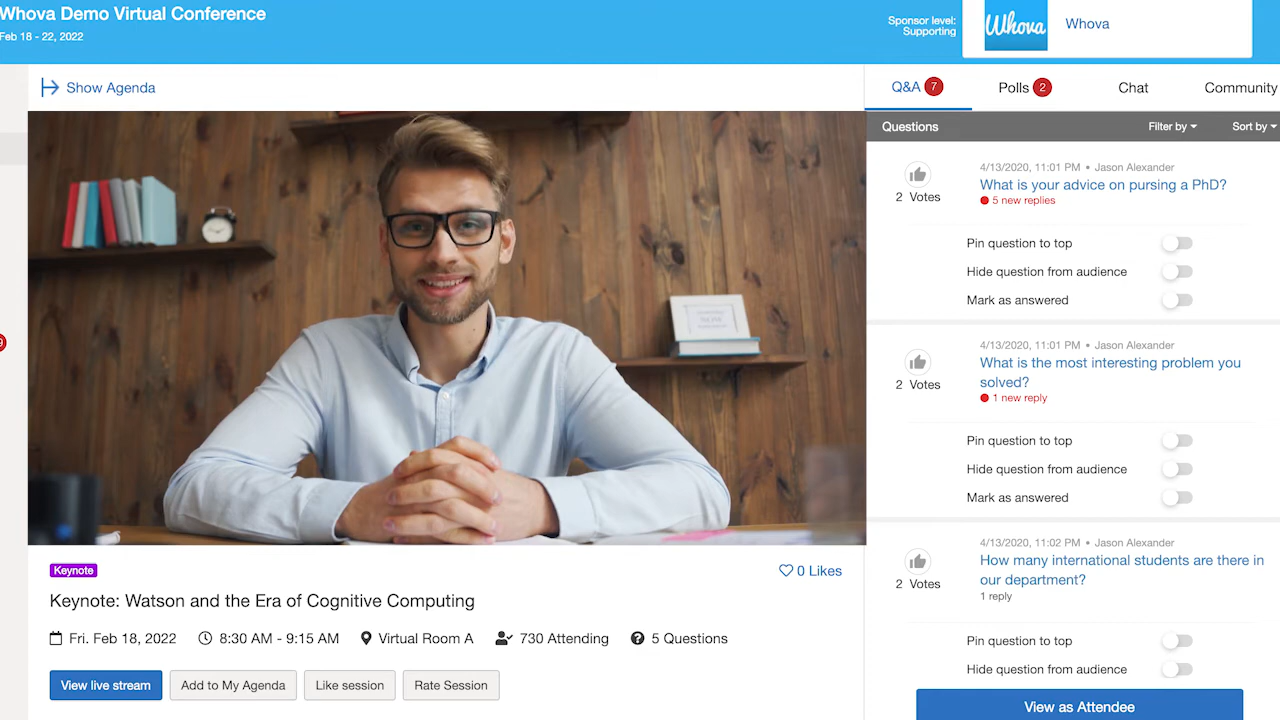 Whova Demo Virtual Conference
Feb 18 - 22, 2022
Sponsor level:
Supporting
Whova
Whova
Show Agenda
Q&A 7
Polls 2
Chat
Community
Questions
Filter by
Sort by
4/13/2020, 11:01 PM • Jason Alexander
What is your advice on pursing a PhD?
5 new replies
2 Votes
Pin question to top
Hide question from audience
Mark as answered
4/13/2020, 11:01 PM • Jason Alexander
What is the most interesting problem you
solved?
1 new reply
2 Votes
Pin question to top
Hide question from audience
Mark as answered
4/13/2020, 11:02 PM • Jason Alexander
How many international students are there in
our department?
1 reply
2 Votes
Pin question to top
Hide question from audience
View as Attendee
Keynote
0 Likes
Keynote: Watson and the Era of Cognitive Computing
Fri. Feb 18, 2022
8:30 AM - 9:15 AM
Virtual Room A
730 Attending
5 Questions
View live stream
Add to My Agenda
Like session
Rate Session